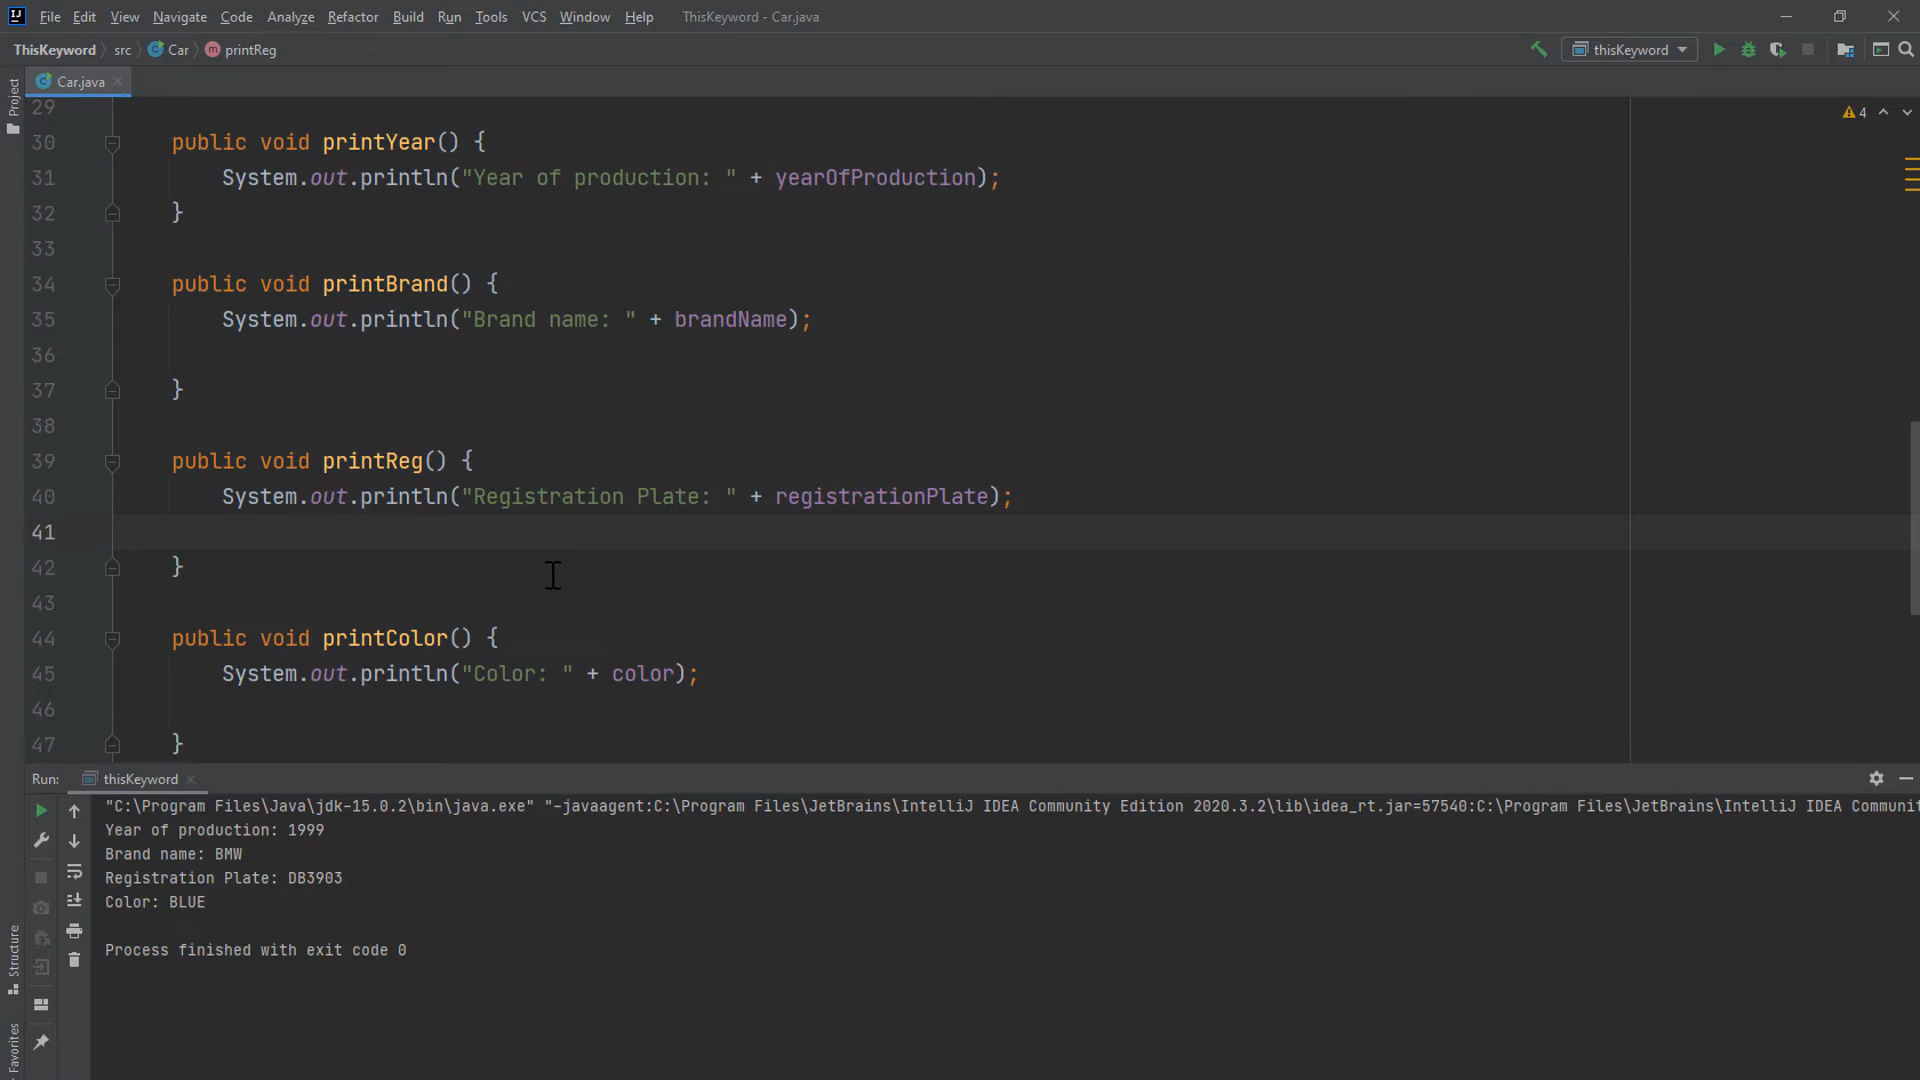 File Edit View Navigate Code Analyze Refactor Build Run Tools VCS Window Help ThisKeyword - Car.java
ThisKeyword src Car printReg thisKeyword
Project
Car.java
4
29
30 public void printYear() {
31 System.out.println("Year of production: " + yearOfProduction);
32 }
33
34 public void printBrand() {
35 System.out.println("Brand name: " + brandName);
36
37 }
38
39 public void printReg() {
40 System.out.println("Registration Plate: " + registrationPlate);
41
42 }
43
44 public void printColor() {
45 System.out.println("Color: " + color);
46
47 }
Run: thisKeyword
"C:\Program Files\Java\jdk-15.0.2\bin\java.exe" "-javaagent:C:\Program Files\JetBrains\IntelliJ IDEA Community Edition 2020.3.2\lib\idea_rt.jar=57540:C:\Program Files\JetBrains\IntelliJ IDEA Communit
Year of production: 1999
Brand name: BMW
Registration Plate: DB3903
Color: BLUE
Process finished with exit code 0
Structure
Favorites